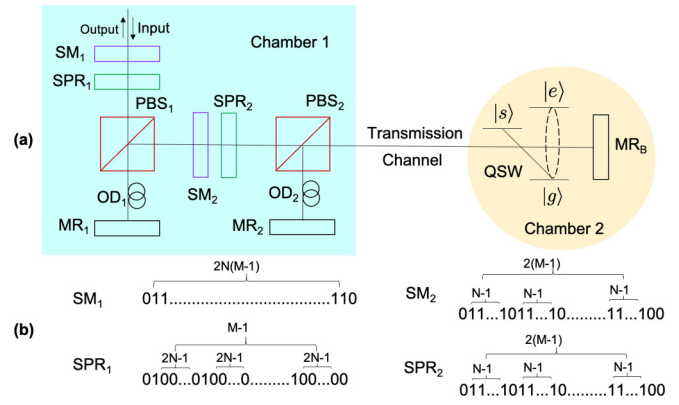 Output Input
Chamber 1
SM1
SPR1
PBS1
SPR2
PBS2
|e⟩
|s⟩
(a)
Transmission
Channel
MRB
OD1
SM2
OD2
QSW
|g⟩
MR1
MR2
Chamber 2
2N(M-1)
SM1 011....................................110
2(M-1)
N-1 N-1 N-1
SM2 011...1011...10.........11...100
(b)
M-1
2N-1 2N-1 2N-1
SPR1 0100...0100...0.........100...00
2(M-1)
N-1 N-1 N-1
SPR2 011...1011...10.........11...100